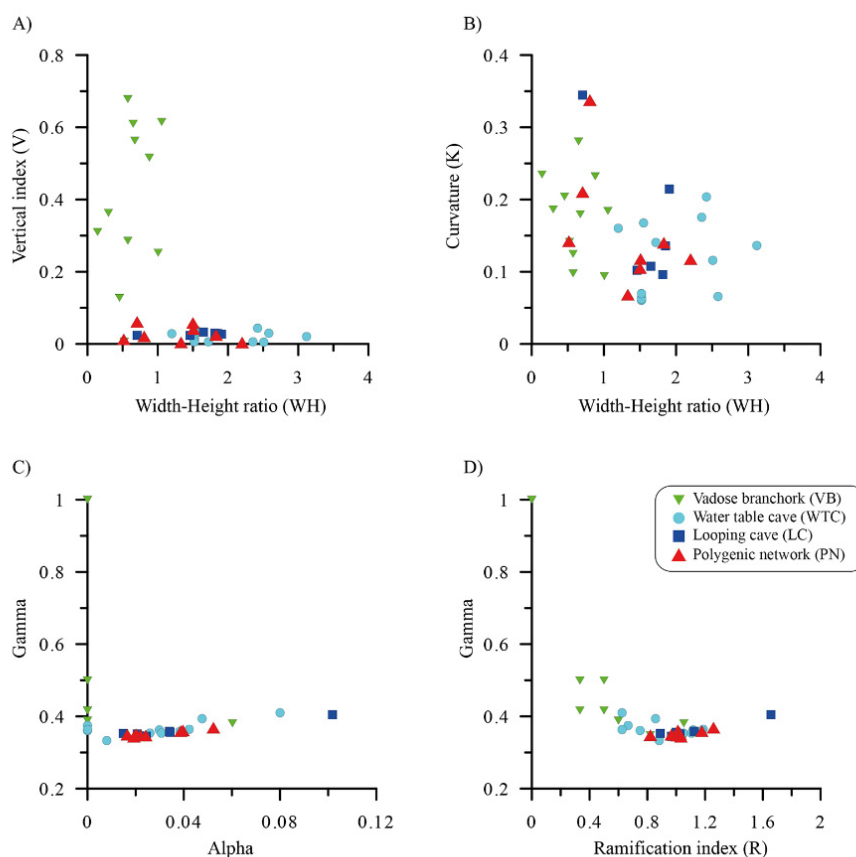 A)
1
0.8
0.6
0.4
0.2
0
Vertical index (V)
0 1 2 3 4
Width-Height ratio (WH)
B)
0.4
0.3
0.2
0.1
0
Curvature (K)
0 1 2 3 4
Width-Height ratio (WH)
C)
1
0.8
0.6
0.4
0.2
Gamma
0 0.04 0.08 0.12
Alpha
D)
1
0.8
0.6
0.4
0.2
Gamma
0 0.4 0.8 1.2 1.6 2
Ramification index (R)
Vadose branchork (VB)
Water table cave (WTC)
Looping cave (LC)
Polygenic network (PN)